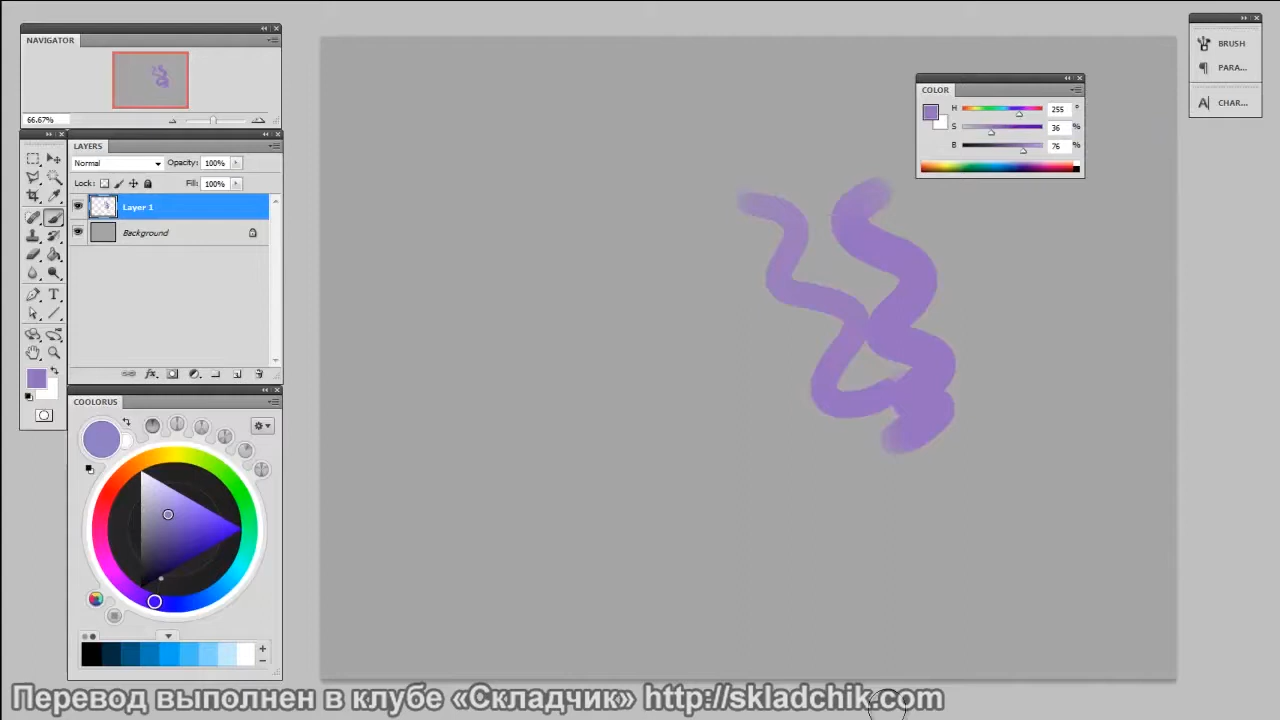 NAVIGATOR
66.67%
LAYERS
Normal
Opacity: 100%
Lock:
Fill: 100%
Layer 1
Background
COOLORUS
COLOR
H 255 °
S 36 %
B 76 %
BRUSH
PARA...
A| CHAR...
Перевод выполнен в клубе «Складчик» http://skladchik.com